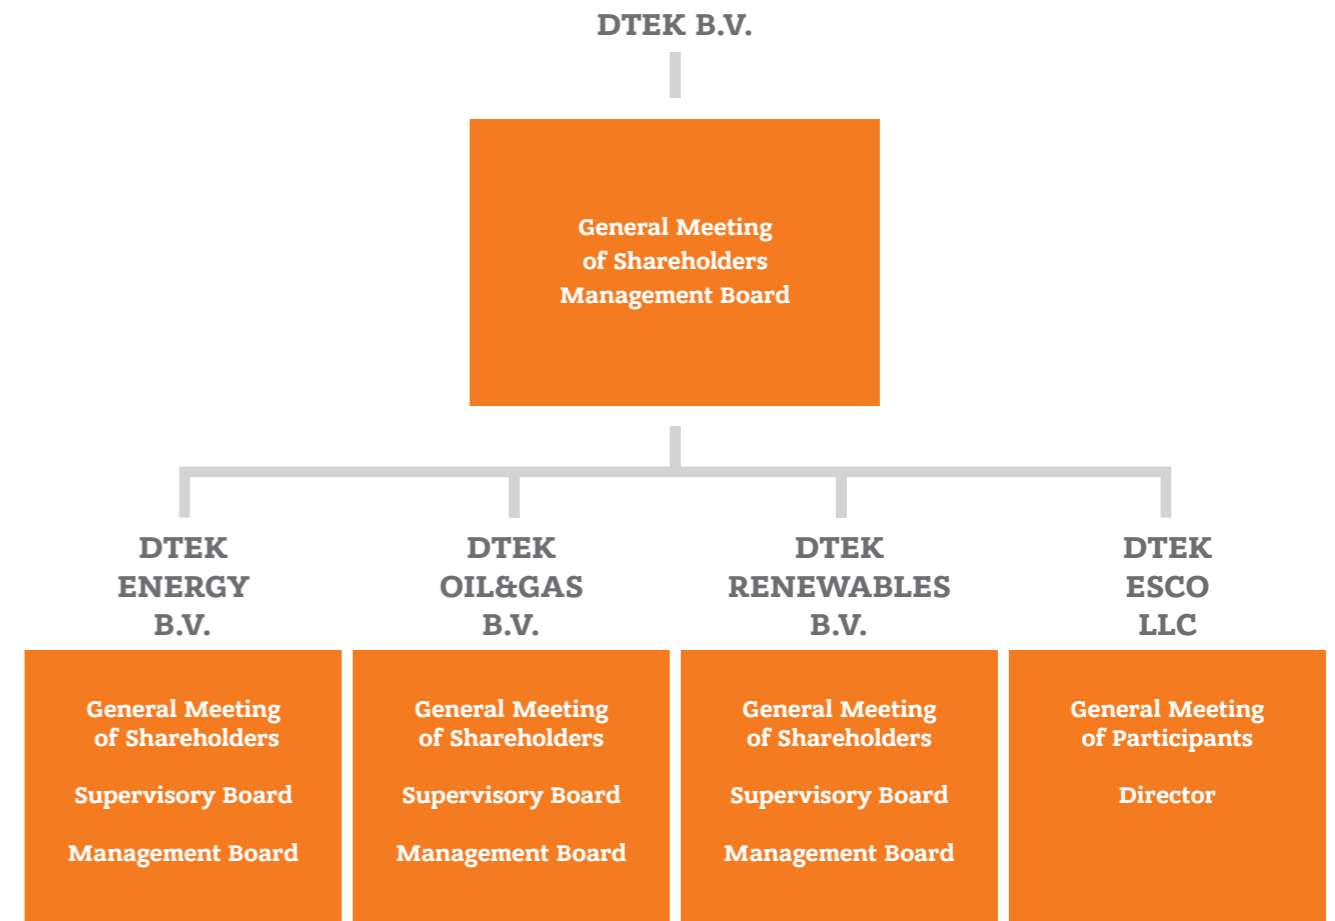 DTEK B.V.
General Meeting
of Shareholders
Management Board
DTEK
ENERGY
B.V.
General Meeting
of Shareholders
Supervisory Board
Management Board
DTEK
OIL&GAS
B.V.
General Meeting
of Shareholders
Supervisory Board
Management Board
DTEK
RENEWABLES
B.V.
General Meeting
of Shareholders
Supervisory Board
Management Board
DTEK
ESCO
LLC
General Meeting
of Participants
Director